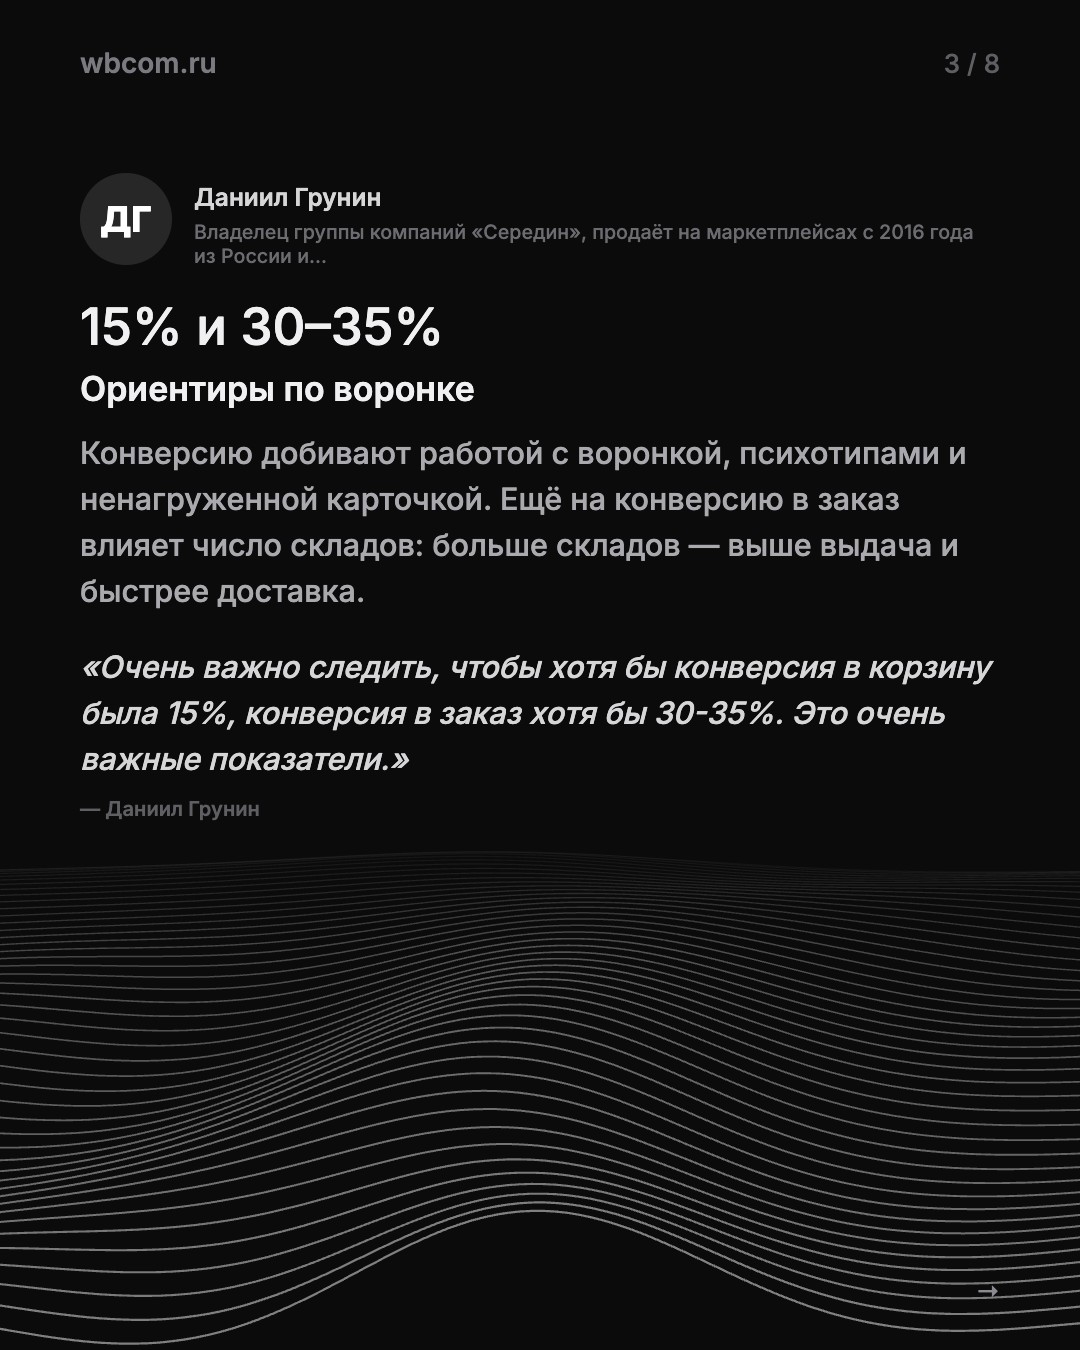 wbcom.ru
3 / 8
ДГ
Даниил Грунин
Владелец группы компаний «Середин», продаёт на маркетплейсах с 2016 года
из России и...
15% и 30–35%
Ориентиры по воронке
Конверсию добивают работой с воронкой, психотипами и
ненагруженной карточкой. Ещё на конверсию в заказ
влияет число складов: больше складов — выше выдача и
быстрее доставка.
«Очень важно следить, чтобы хотя бы конверсия в корзину
была 15%, конверсия в заказ хотя бы 30-35%. Это очень
важные показатели.»
— Даниил Грунин
→